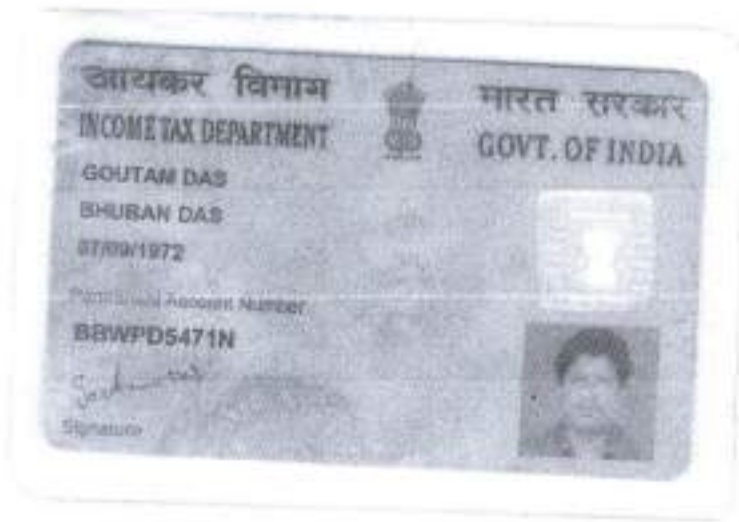 आयकर विभाग
भारत सरकार
INCOME TAX DEPARTMENT
GOVT. OF INDIA
GOUTAM DAS
BHUBAN DAS
07/09/1972
Permanent Account Number
BBWPD5471N
Signature